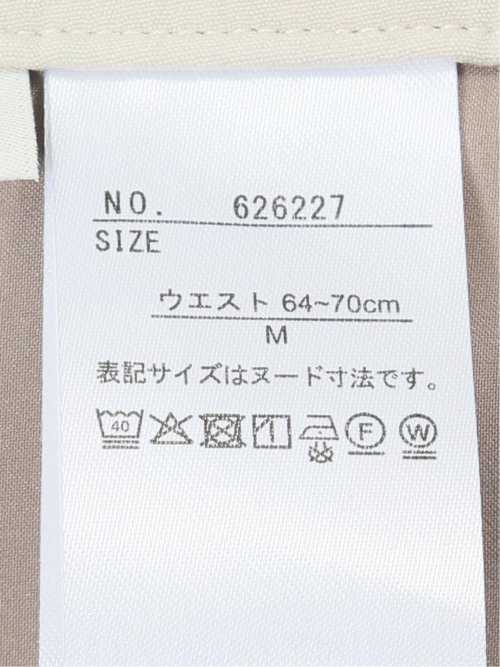 NO. 626227
SIZE
ウエスト 64~70cm
M
表記サイズはヌード寸法です。
40 F W